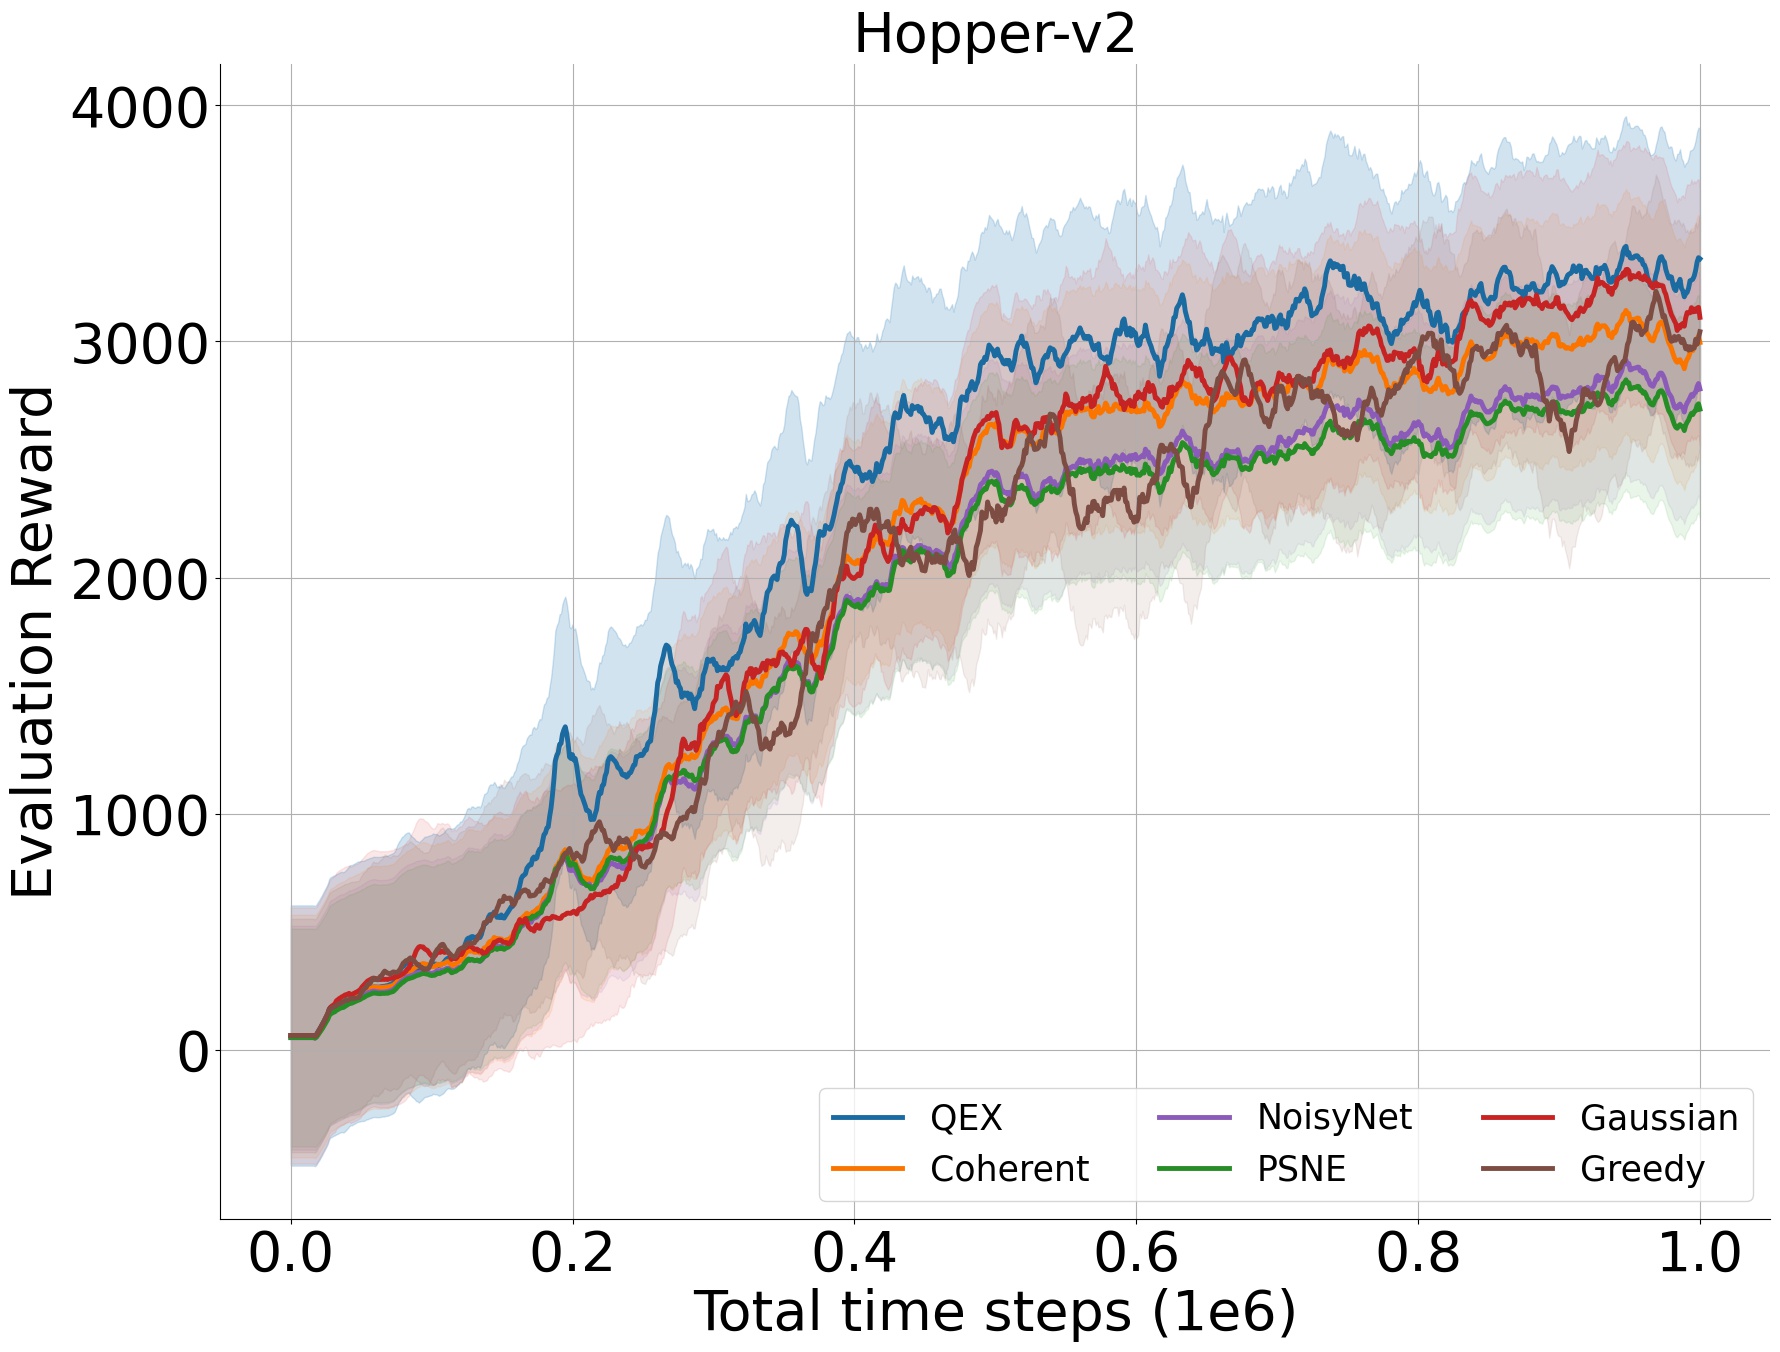 Hopper-v2
Evaluation Reward
4000
3000
2000
1000
0
QEX
NoisyNet
Gaussian
Coherent
PSNE
Greedy
0.0 0.2 0.4 0.6 0.8 1.0
Total time steps (1e6)